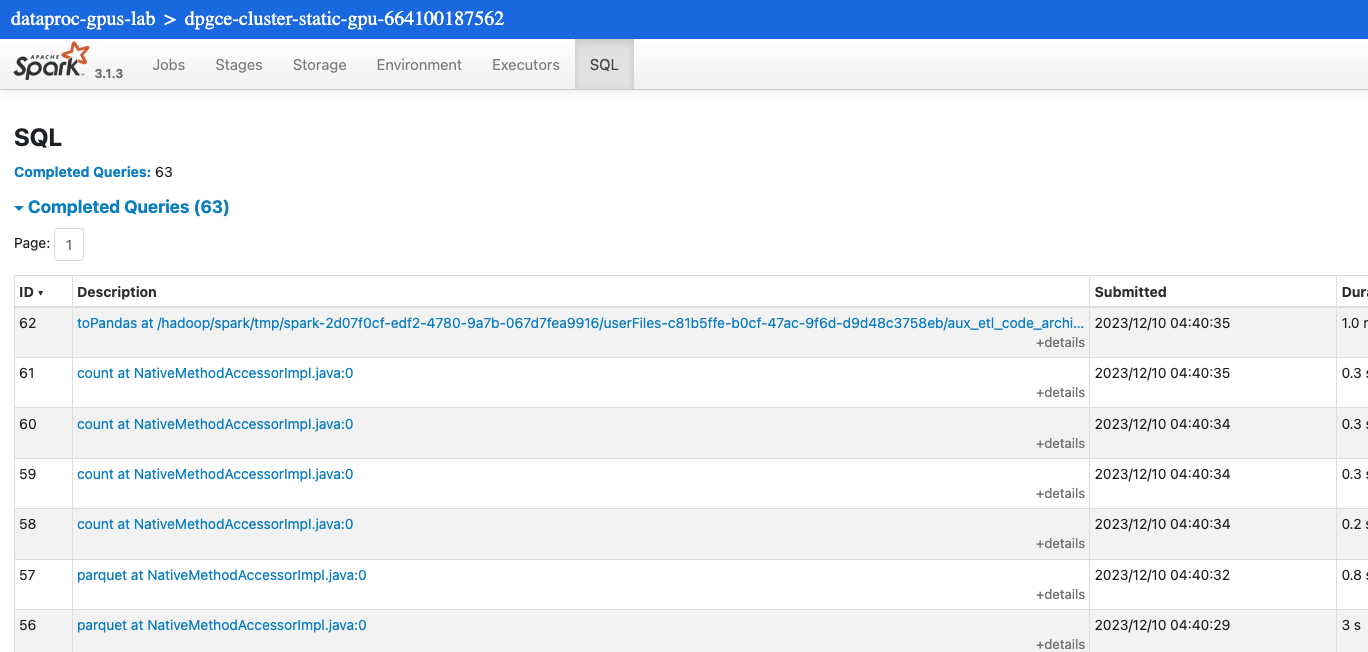 dataproc-gpus-lab > dpgce-cluster-static-gpu-664100187562
APACHE Spark 3.1.3 Jobs Stages Storage Environment Executors SQL
SQL
Completed Queries: 63
Completed Queries (63)
Page: 1
ID Description Submitted
62 toPandas at /hadoop/spark/tmp/spark-2d07f0cf-edf2-4780-9a7b-067d7fea9916/userFiles-c81b5ffe-b0cf-47ac-9f6d-d9d48c3758eb/aux_etl_code_archi... 2023/12/10 04:40:35 1.0
+details
61 count at NativeMethodAccessorImpl.java:0 2023/12/10 04:40:35 0.3 s
+details
60 count at NativeMethodAccessorImpl.java:0 2023/12/10 04:40:34 0.3 s
+details
59 count at NativeMethodAccessorImpl.java:0 2023/12/10 04:40:34 0.3 s
+details
58 count at NativeMethodAccessorImpl.java:0 2023/12/10 04:40:34 0.2 s
+details
57 parquet at NativeMethodAccessorImpl.java:0 2023/12/10 04:40:32 0.8 s
+details
56 parquet at NativeMethodAccessorImpl.java:0 2023/12/10 04:40:29 3 s
+details